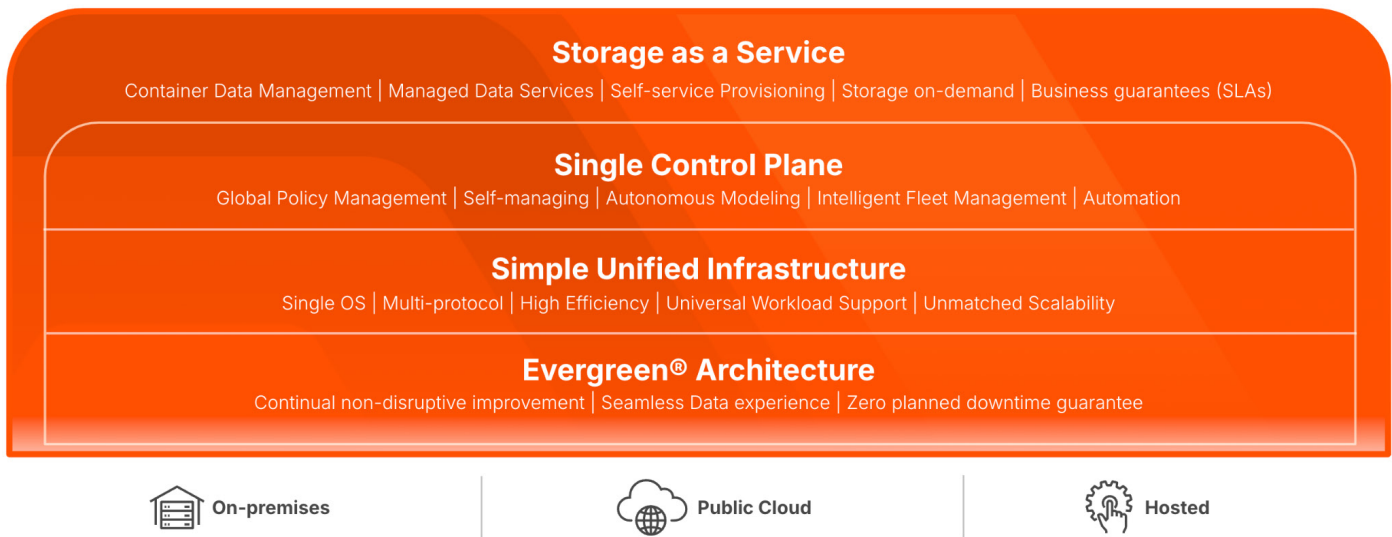 Storage as a Service
Container Data Management | Managed Data Services | Self-service Provisioning | Storage on-demand | Business guarantees (SLAs)
Single Control Plane
Global Policy Management | Self-managing | Autonomous Modeling | Intelligent Fleet Management | Automation
Simple Unified Infrastructure
Single OS | Multi-protocol | High Efficiency | Universal Workload Support | Unmatched Scalability
Evergreen® Architecture
Continual non-disruptive improvement | Seamless Data experience | Zero planned downtime guarantee
On-premises
Public Cloud
Hosted